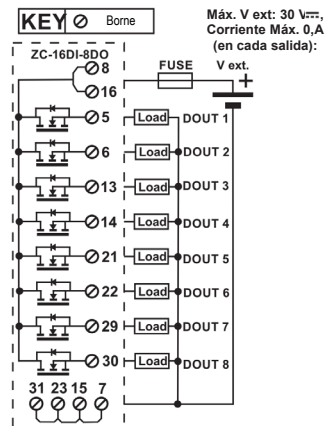 KEY Borne
Máx. V ext: 30 V
Corriente Máx. 0,A
(en cada salida):
ZC-16DI-8DO
FUSE
V ext.
+
8
16
5 Load DOUT 1
6 Load DOUT 2
13 Load DOUT 3
14 Load DOUT 4
21 Load DOUT 5
22 Load DOUT 6
29 Load DOUT 7
30 Load DOUT 8
31 23 15 7